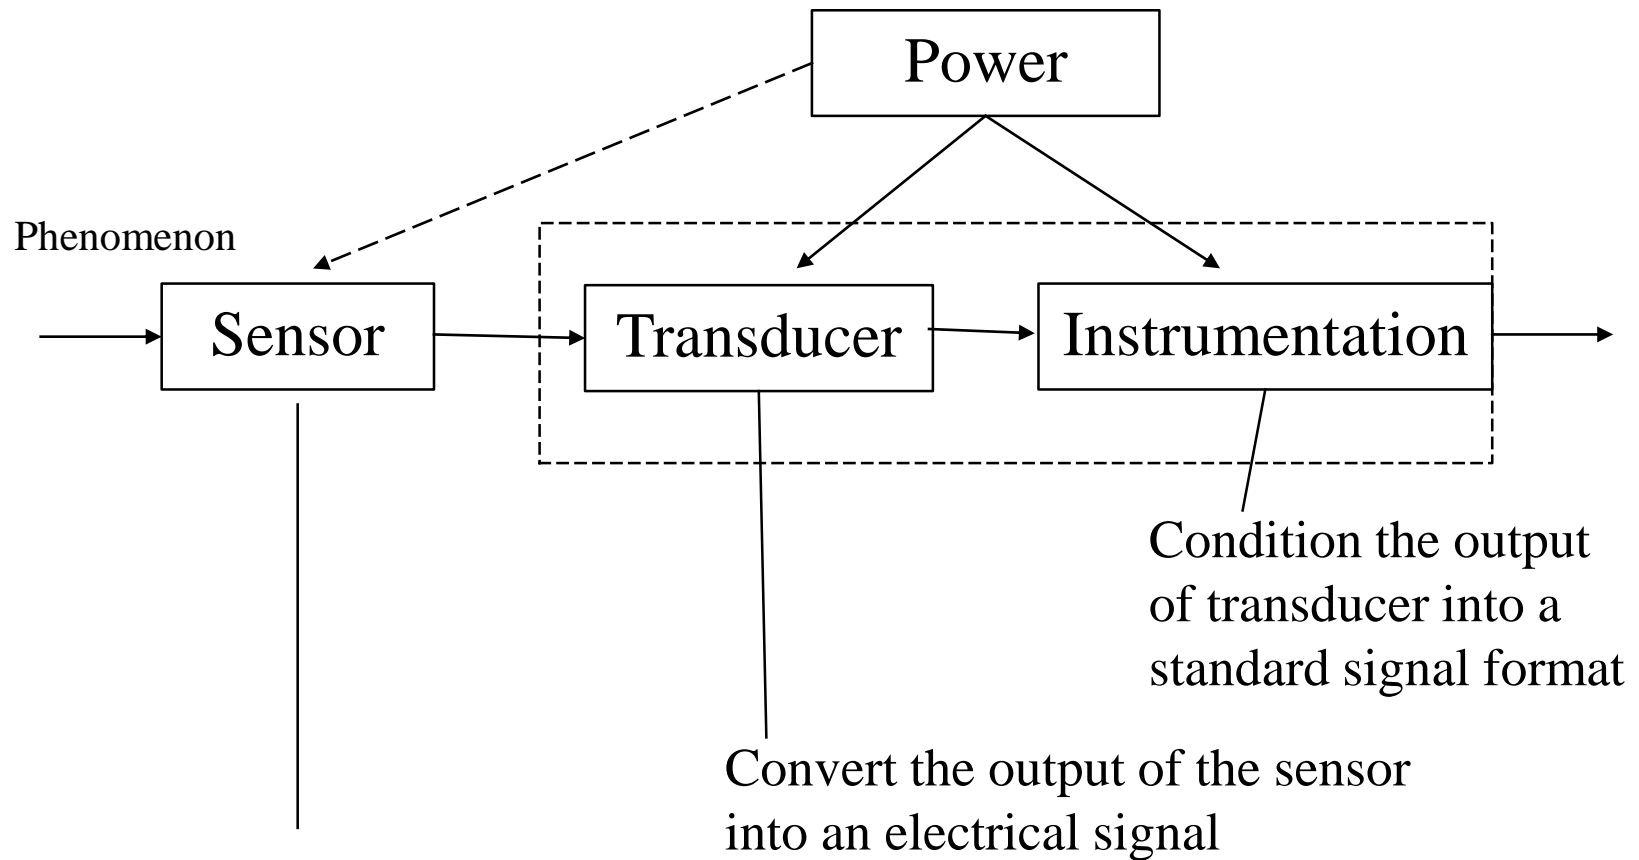 Power
Phenomenon
Sensor
Transducer
Instrumentation
Condition the output
of transducer into a
standard signal format
Convert the output of the sensor
into an electrical signal